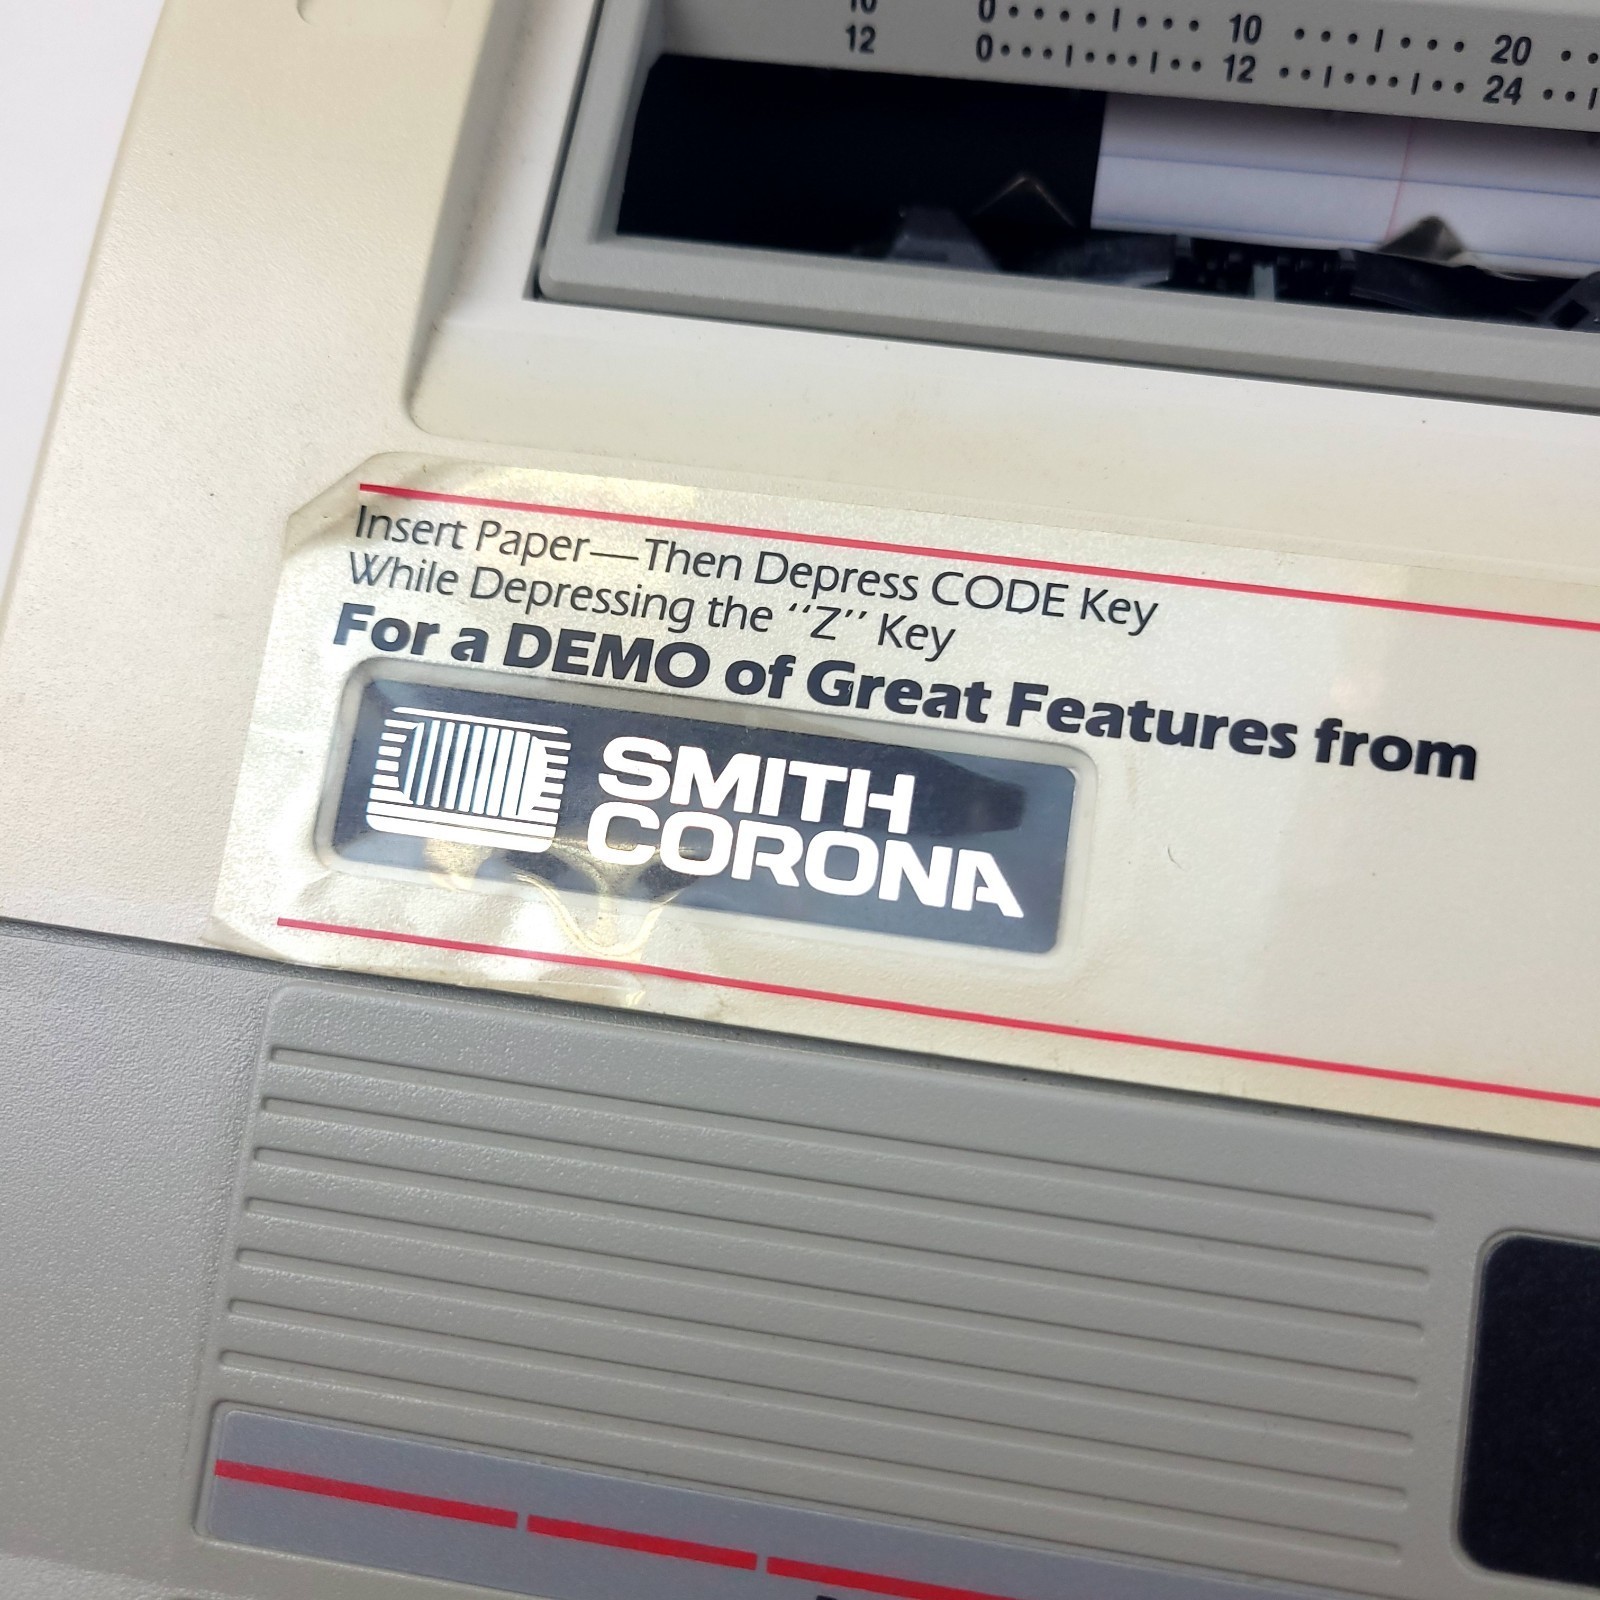 10 0 10 20
12 0 12 24
Insert Paper—Then Depress CODE Key
While Depressing the "Z" Key
For a DEMO of Great Features from
SMITH
CORONA